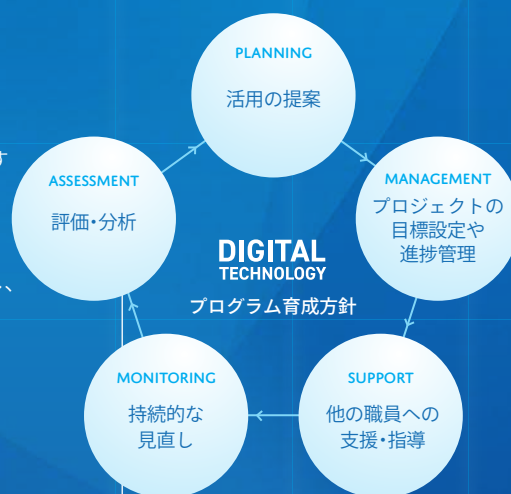 PLANNING
活用の提案
す
ASSESSMENT
評価・分析
MANAGEMENT
プロジェクトの
目標設定や
進捗管理
DIGITAL
TECHNOLOGY
プログラム育成方針
、
MONITORING
持続的な
見直し
SUPPORT
他の職員への
支援・指導